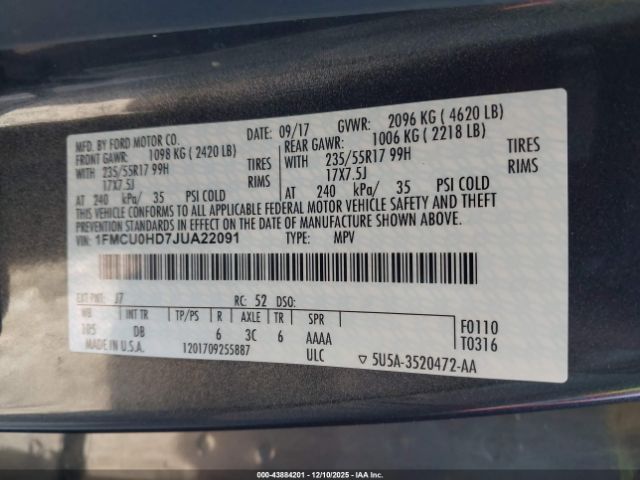 MFD. BY FORD MOTOR CO. DATE: 09/17 GVWR: 2096 KG ( 4620 LB)
FRONT GAWR: 1098 KG ( 2420 LB) REAR GAWR: 1006 KG ( 2218 LB)
WITH 235/55R17 99H TIRES WITH 235/55R17 99H TIRES
17X7.5J RIMS 17X7.5J RIMS
AT 240 kPa/ 35 PSI COLD AT 240 kPa/ 35 PSI COLD
THIS VEHICLE CONFORMS TO ALL APPLICABLE FEDERAL MOTOR VEHICLE SAFETY AND THEFT
PREVENTION STANDARDS IN EFFECT ON THE DATE OF MANUFACTURE SHOWN ABOVE.
VIN: 1FMCU0HD7JUA22091 TYPE: MPV
EXT PNT: J7 RC: 52 DSO:
WB INT TR TP/PS R AXLE TR SPR F0110
105 DB 6 3C 6 AAAA T0316
MADE IN U.S.A. 1201709255887 ULC ▽ 5U5A-3520472-AA
000-43884201 - 12/10/2025 - IAA Inc.